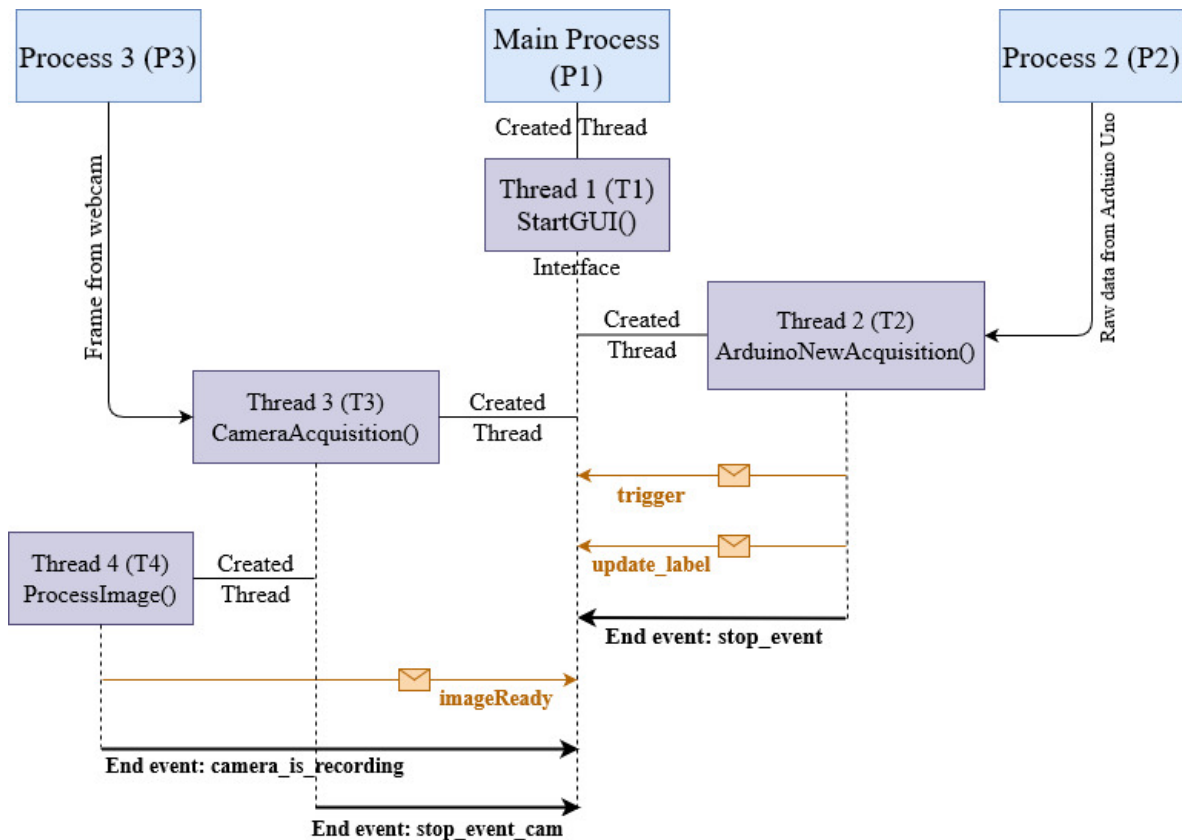 Process 3 (P3)
Main Process
(P1)
Process 2 (P2)
Created Thread
Frame from webcam
Raw data from Arduino Uno
Thread 1 (T1)
StartGUI()
Interface
Created
Thread
Thread 2 (T2)
ArduinoNewAcquisition()
Thread 3 (T3)
CameraAcquisition()
Created
Thread
trigger
Thread 4 (T4)
ProcessImage()
Created
Thread
update_label
End event: stop_event
imageReady
End event: camera_is_recording
End event: stop_event_cam